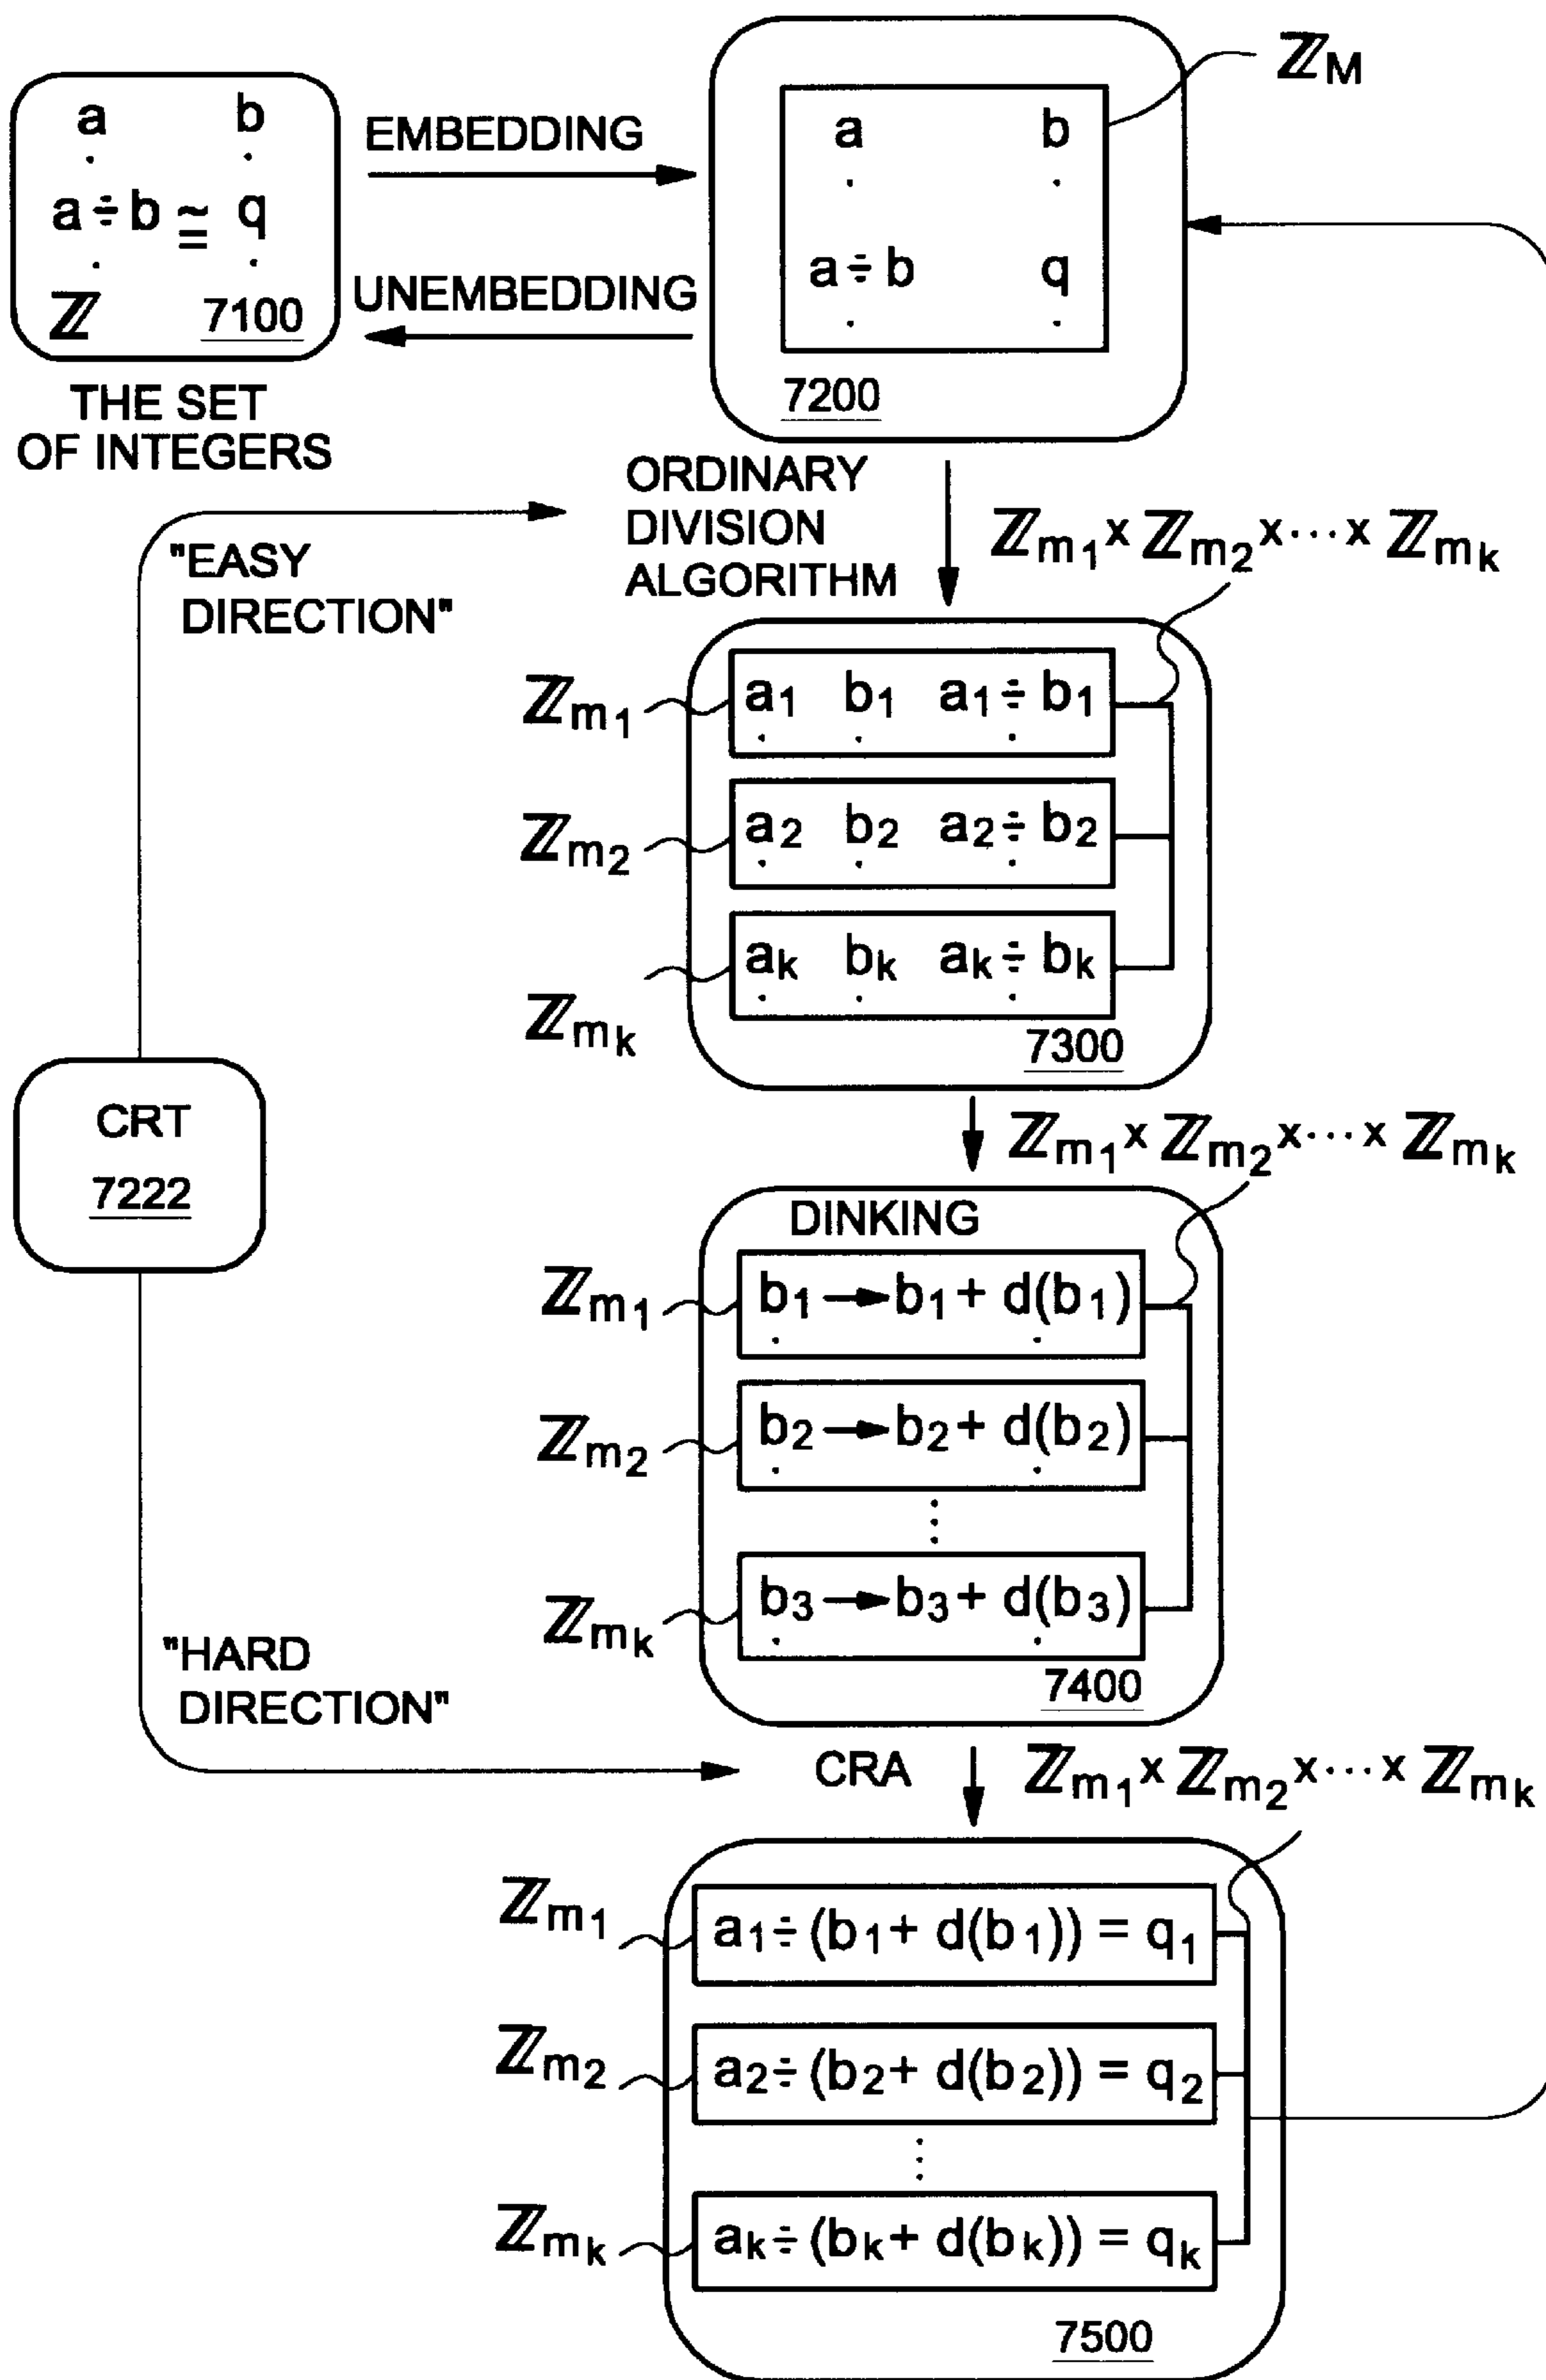 a b
. .
a ÷ b ≅ q
. .
ℤ 7100
THE SET
OF INTEGERS
EMBEDDING
UNEMBEDDING
ℤM
a b
. .
a ÷ b q
. .
7200
ORDINARY
DIVISION
ALGORITHM
ℤm1 x ℤm2 x ··· x ℤmk
"EASY
DIRECTION"
ℤm1 a1 b1 a1 ÷ b1
. . .
ℤm2 a2 b2 a2 ÷ b2
. . .
ℤmk ak bk ak ÷ bk
. . .
7300
CRT
7222
ℤm1 x ℤm2 x ··· x ℤmk
DINKING
ℤm1 b1 → b1 + d(b1)
. .
ℤm2 b2 → b2 + d(b2)
. .
⋮
ℤmk b3 → b3 + d(b3)
. .
7400
"HARD
DIRECTION"
CRA
ℤm1 x ℤm2 x ··· x ℤmk
ℤm1 a1 ÷ (b1 + d(b1)) = q1
ℤm2 a2 ÷ (b2 + d(b2)) = q2
⋮
ℤmk ak ÷ (bk + d(bk)) = qk
7500